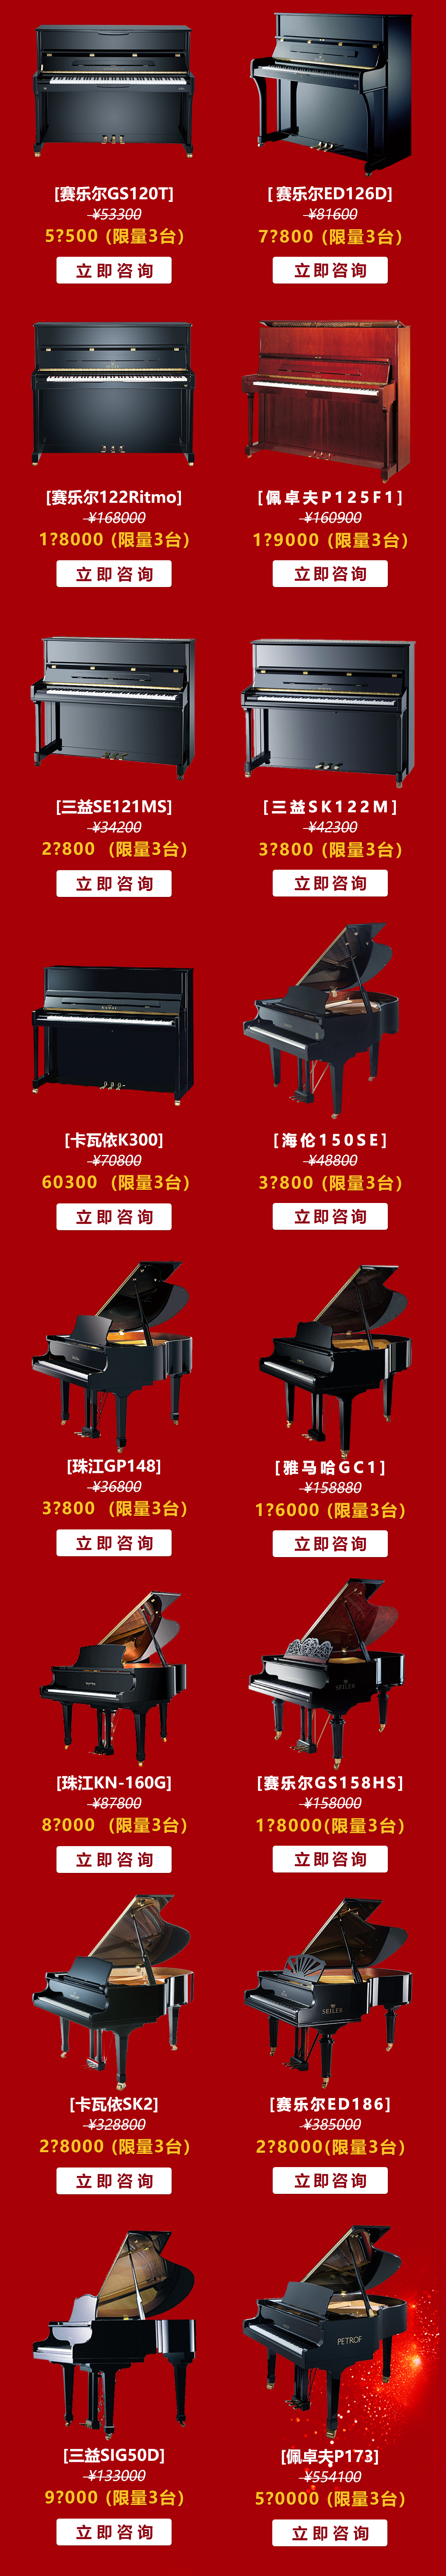 [赛乐尔GS120T]
¥53300
5?500 (限量3台)
立即咨询
[赛乐尔ED126D]
¥81600
7?800 (限量3台)
立即咨询
[赛乐尔122Ritmo]
¥168000
1?8000 (限量3台)
立即咨询
[佩卓夫P125F1]
¥160900
1?9000 (限量3台)
立即咨询
[三益SE121MS]
¥34200
2?800 (限量3台)
立即咨询
[三益SK122M]
¥42300
3?800 (限量3台)
立即咨询
[卡瓦依K300]
¥70800
60300 (限量3台)
立即咨询
[海伦150SE]
¥48800
3?800 (限量3台)
立即咨询
[珠江GP148]
¥36800
3?800 (限量3台)
立即咨询
[雅马哈GC1]
¥158880
1?6000 (限量3台)
立即咨询
[珠江KN-160G]
¥87800
8?000 (限量3台)
立即咨询
SEILER
[赛乐尔GS158HS]
¥158000
1?8000(限量3台)
立即咨询
[卡瓦依SK2]
¥328800
2?8000 (限量3台)
立即咨询
SEILER
[赛乐尔ED186]
¥385000
2?8000(限量3台)
立即咨询
[三益SIG50D]
¥133000
9?000 (限量3台)
立即咨询
PETROF
[佩卓夫P173]
¥554100
5?0000 (限量3台)
立即咨询